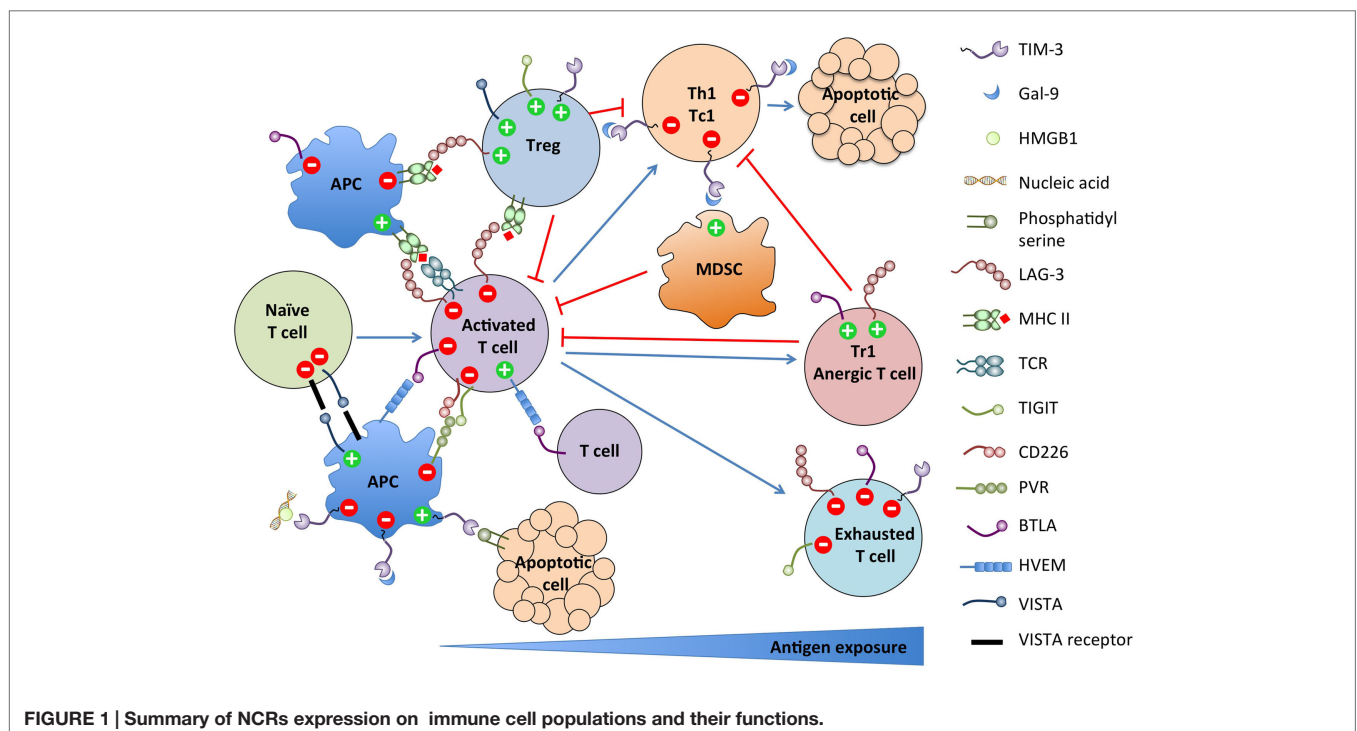 Treg
Th1
Tc1
Apoptotic
cell
APC
MDSC
Naïve
T cell
Activated
T cell
Tr1
Anergic T cell
APC
T cell
Apoptotic
cell
Exhausted
T cell
Antigen exposure
TIM-3
Gal-9
HMGB1
Nucleic acid
Phosphatidyl
serine
LAG-3
MHC II
TCR
TIGIT
CD226
PVR
BTLA
HVEM
VISTA
VISTA receptor
FIGURE 1 | Summary of NCRs expression on immune cell populations and their functions.